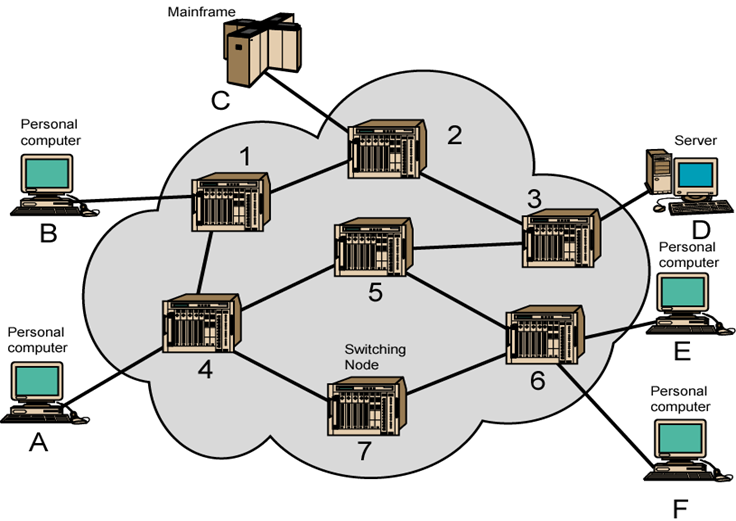 Mainframe
C
Personal
computer
B
1
2
3
Server
D
Personal
computer
E
5
4
Switching
Node
7
6
Personal
computer
A
Personal
computer
F